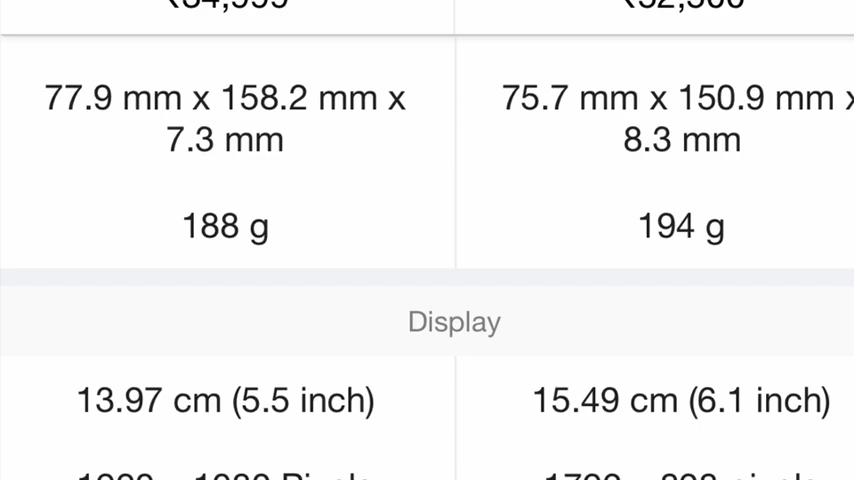 77.9 mm x 158.2 mm x
7.3 mm
75.7 mm x 150.9 mm x
8.3 mm
188 g
194 g
Display
13.97 cm (5.5 inch)
15.49 cm (6.1 inch)